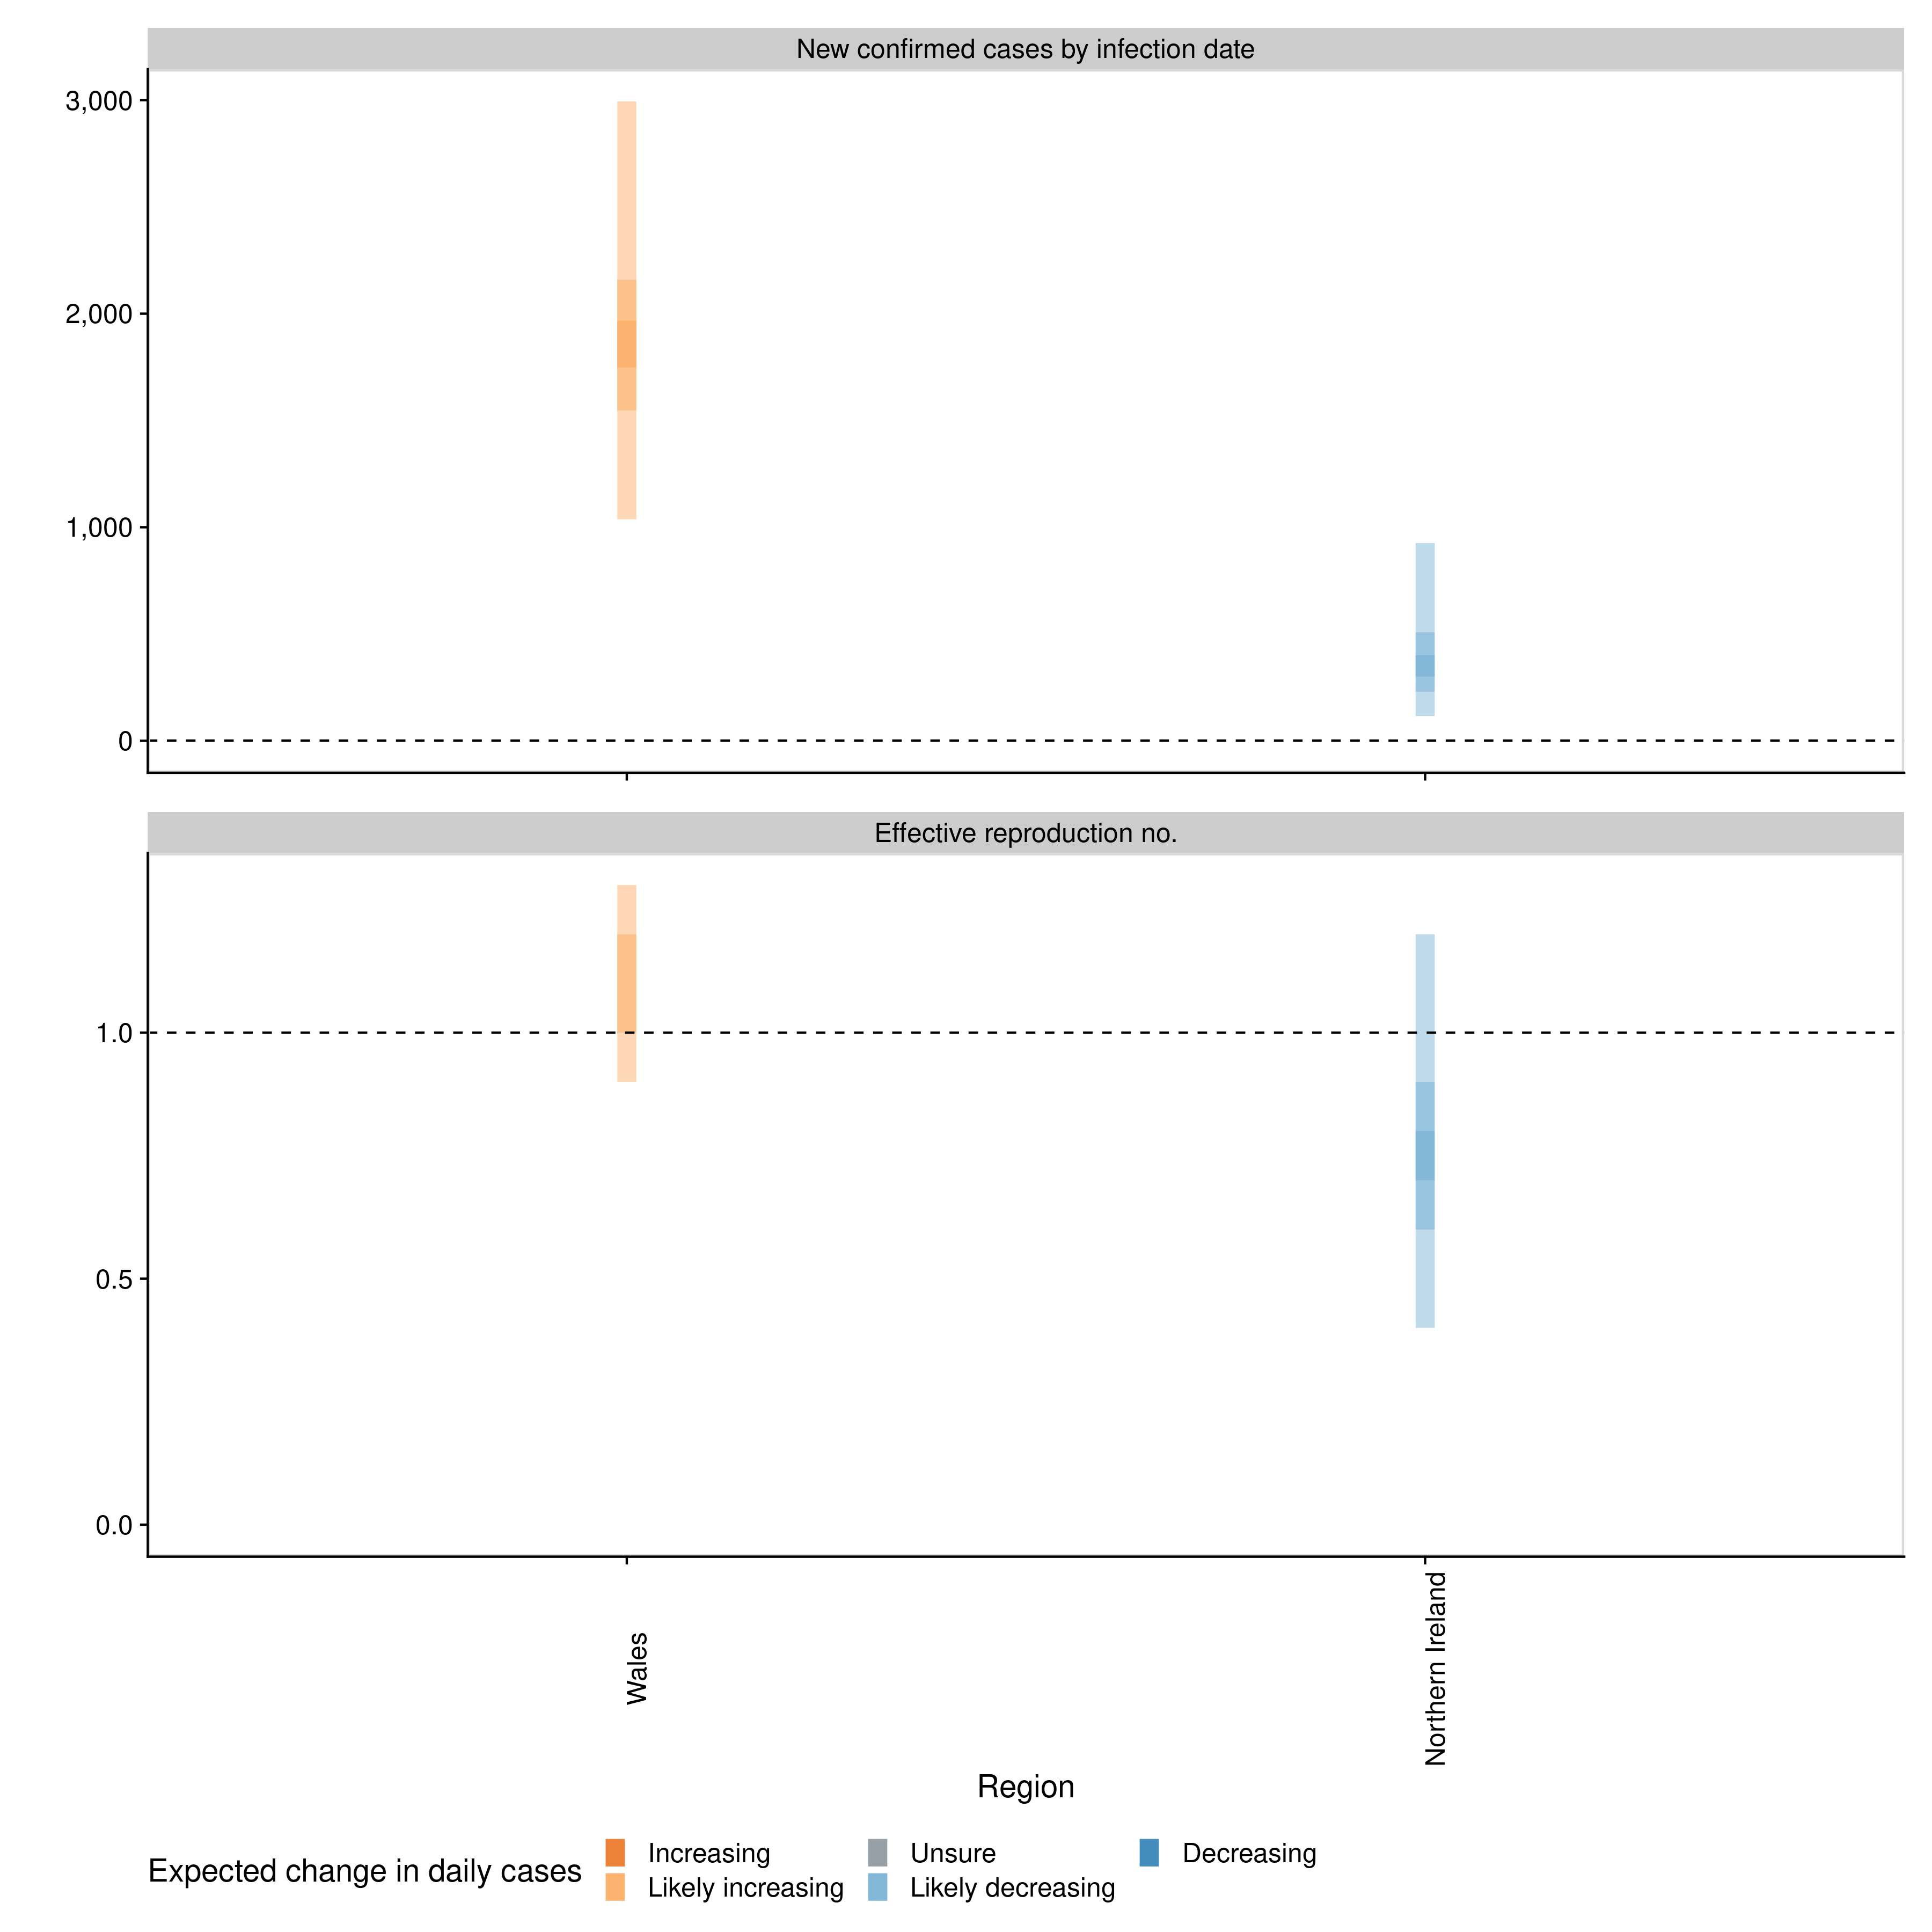 New confirmed cases by infection date
3,000
2,000
1,000
0
Effective reproduction no.
1.0
0.5
0.0
Wales
Northern Ireland
Region
Expected change in daily cases
Increasing
Unsure
Decreasing
Likely increasing
Likely decreasing